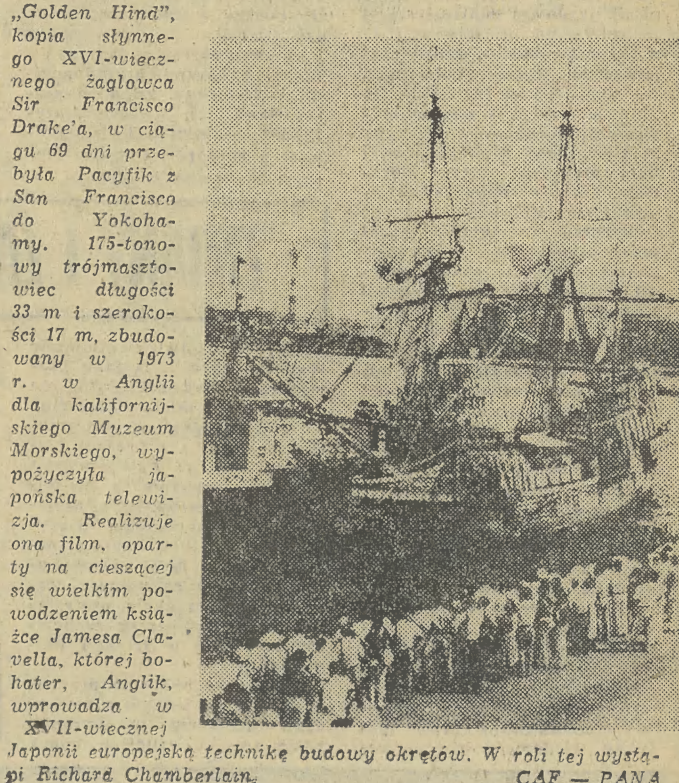 „Golden Hind”,
kopia słynne-
go XVI-wiecz-
nego żaglowca
Sir Francisco
Drake'a, w cią-
gu 69 dni prze-
była Pacyfik z
San Francisco
do Yokoha-
my. 175-tono-
wy trójmaszto-
wiec długości
33 m i szeroko-
ści 17 m, zbudo-
wany w 1973
r. w Anglii
dla kalifornij-
skiego Muzeum
Morskiego, wy-
pożyczyła ja-
pońska telewi-
zja. Realizuje
ona film, opar-
ty na cieszącej
się wielkim po-
wodzeniem ksią-
żce Jamesa Cla-
vella, której bo-
hater, Anglik,
wprowadza w
XVII-wiecznej
Japonii europejską technikę budowy okrętów. W roli tej wystą-
pi Richard Chamberlain. CAF — PANA